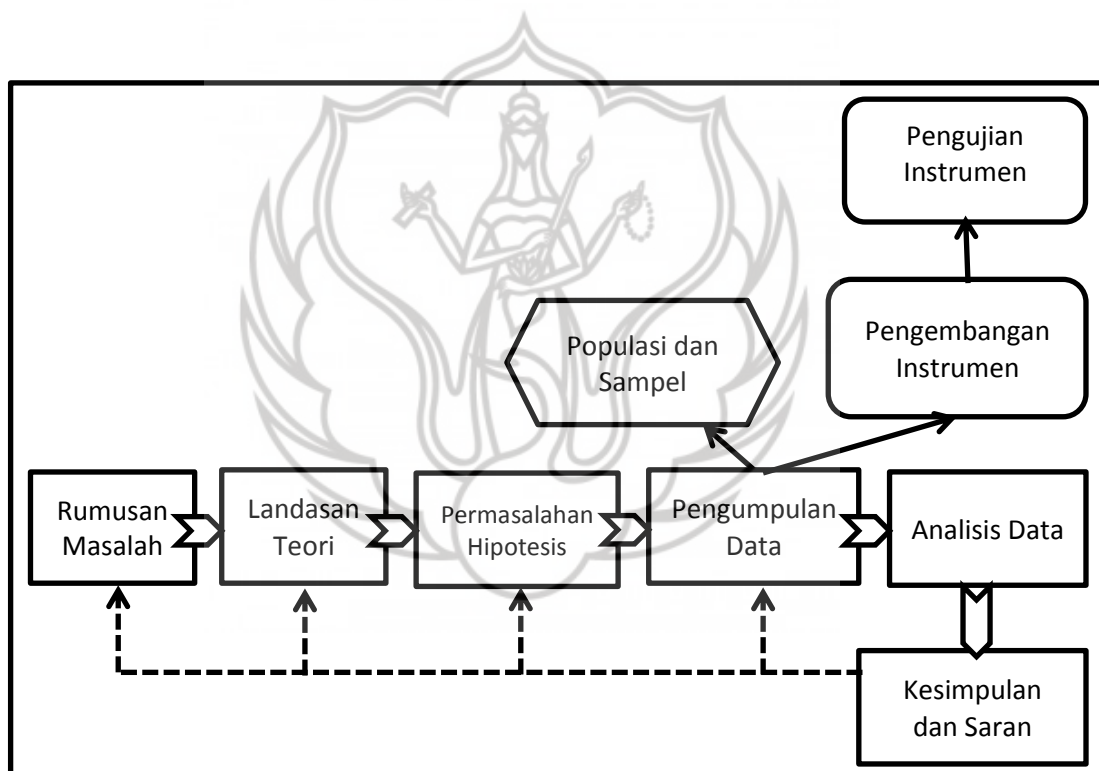 Pengujian
Instrumen
Pengembangan
Instrumen
Populasi dan
Sampel
Rumusan
Masalah
Landasan
Teori
Permasalahan
Hipotesis
Pengumpulan
Data
Analisis Data
Kesimpulan
dan Saran